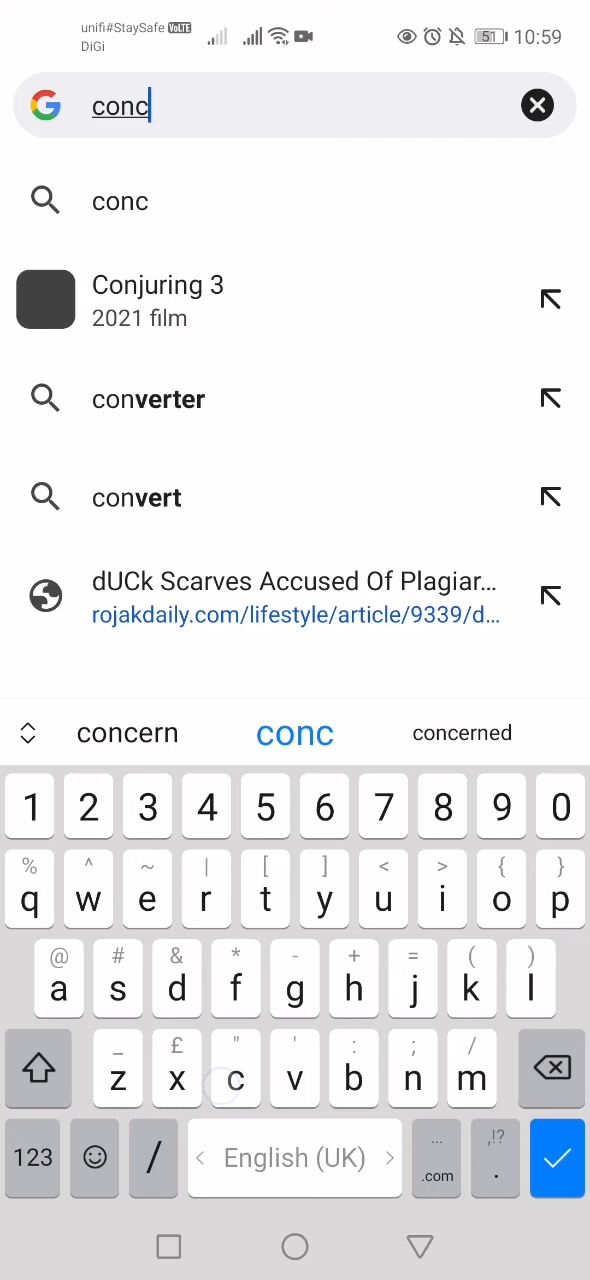 unifi#StaySafe VoLTE
DiGi
51 10:59
conc
conc
Conjuring 3
2021 film
converter
convert
dUCk Scarves Accused Of Plagiar...
rojakdaily.com/lifestyle/article/9339/d...
concern conc concerned
1 2 3 4 5 6 7 8 9 0
% ^ ~ | [ ] < > { }
q w e r t y u i o p
@ # & * - + = ( )
a s d f g h j k l
_ £ " ' : ; /
z x c v b n m
123 / < English (UK) > ... .com ,!? .